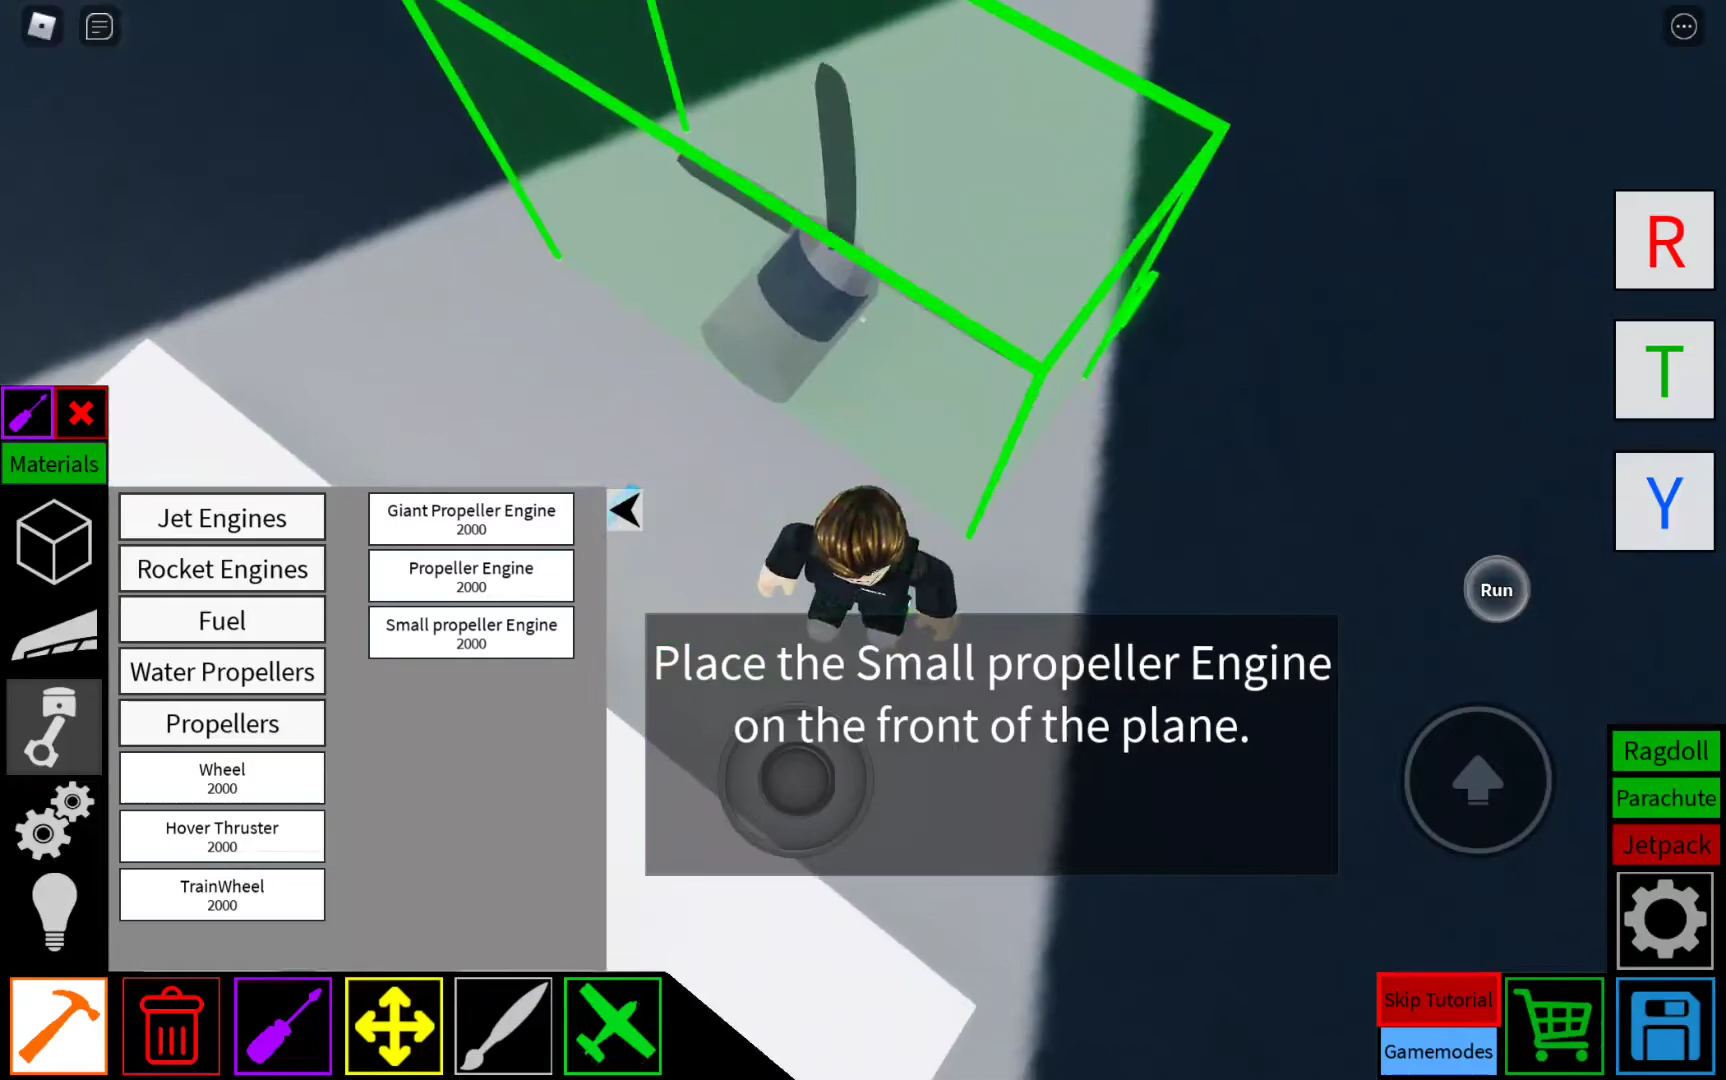 R
T
Y
Materials
Jet Engines
Rocket Engines
Fuel
Water Propellers
Propellers
Wheel
2000
Hover Thruster
2000
TrainWheel
2000
Giant Propeller Engine
2000
Propeller Engine
2000
Small propeller Engine
2000
Place the Small propeller Engine
on the front of the plane.
Run
Ragdoll
Parachute
Jetpack
Skip Tutorial
Gamemodes